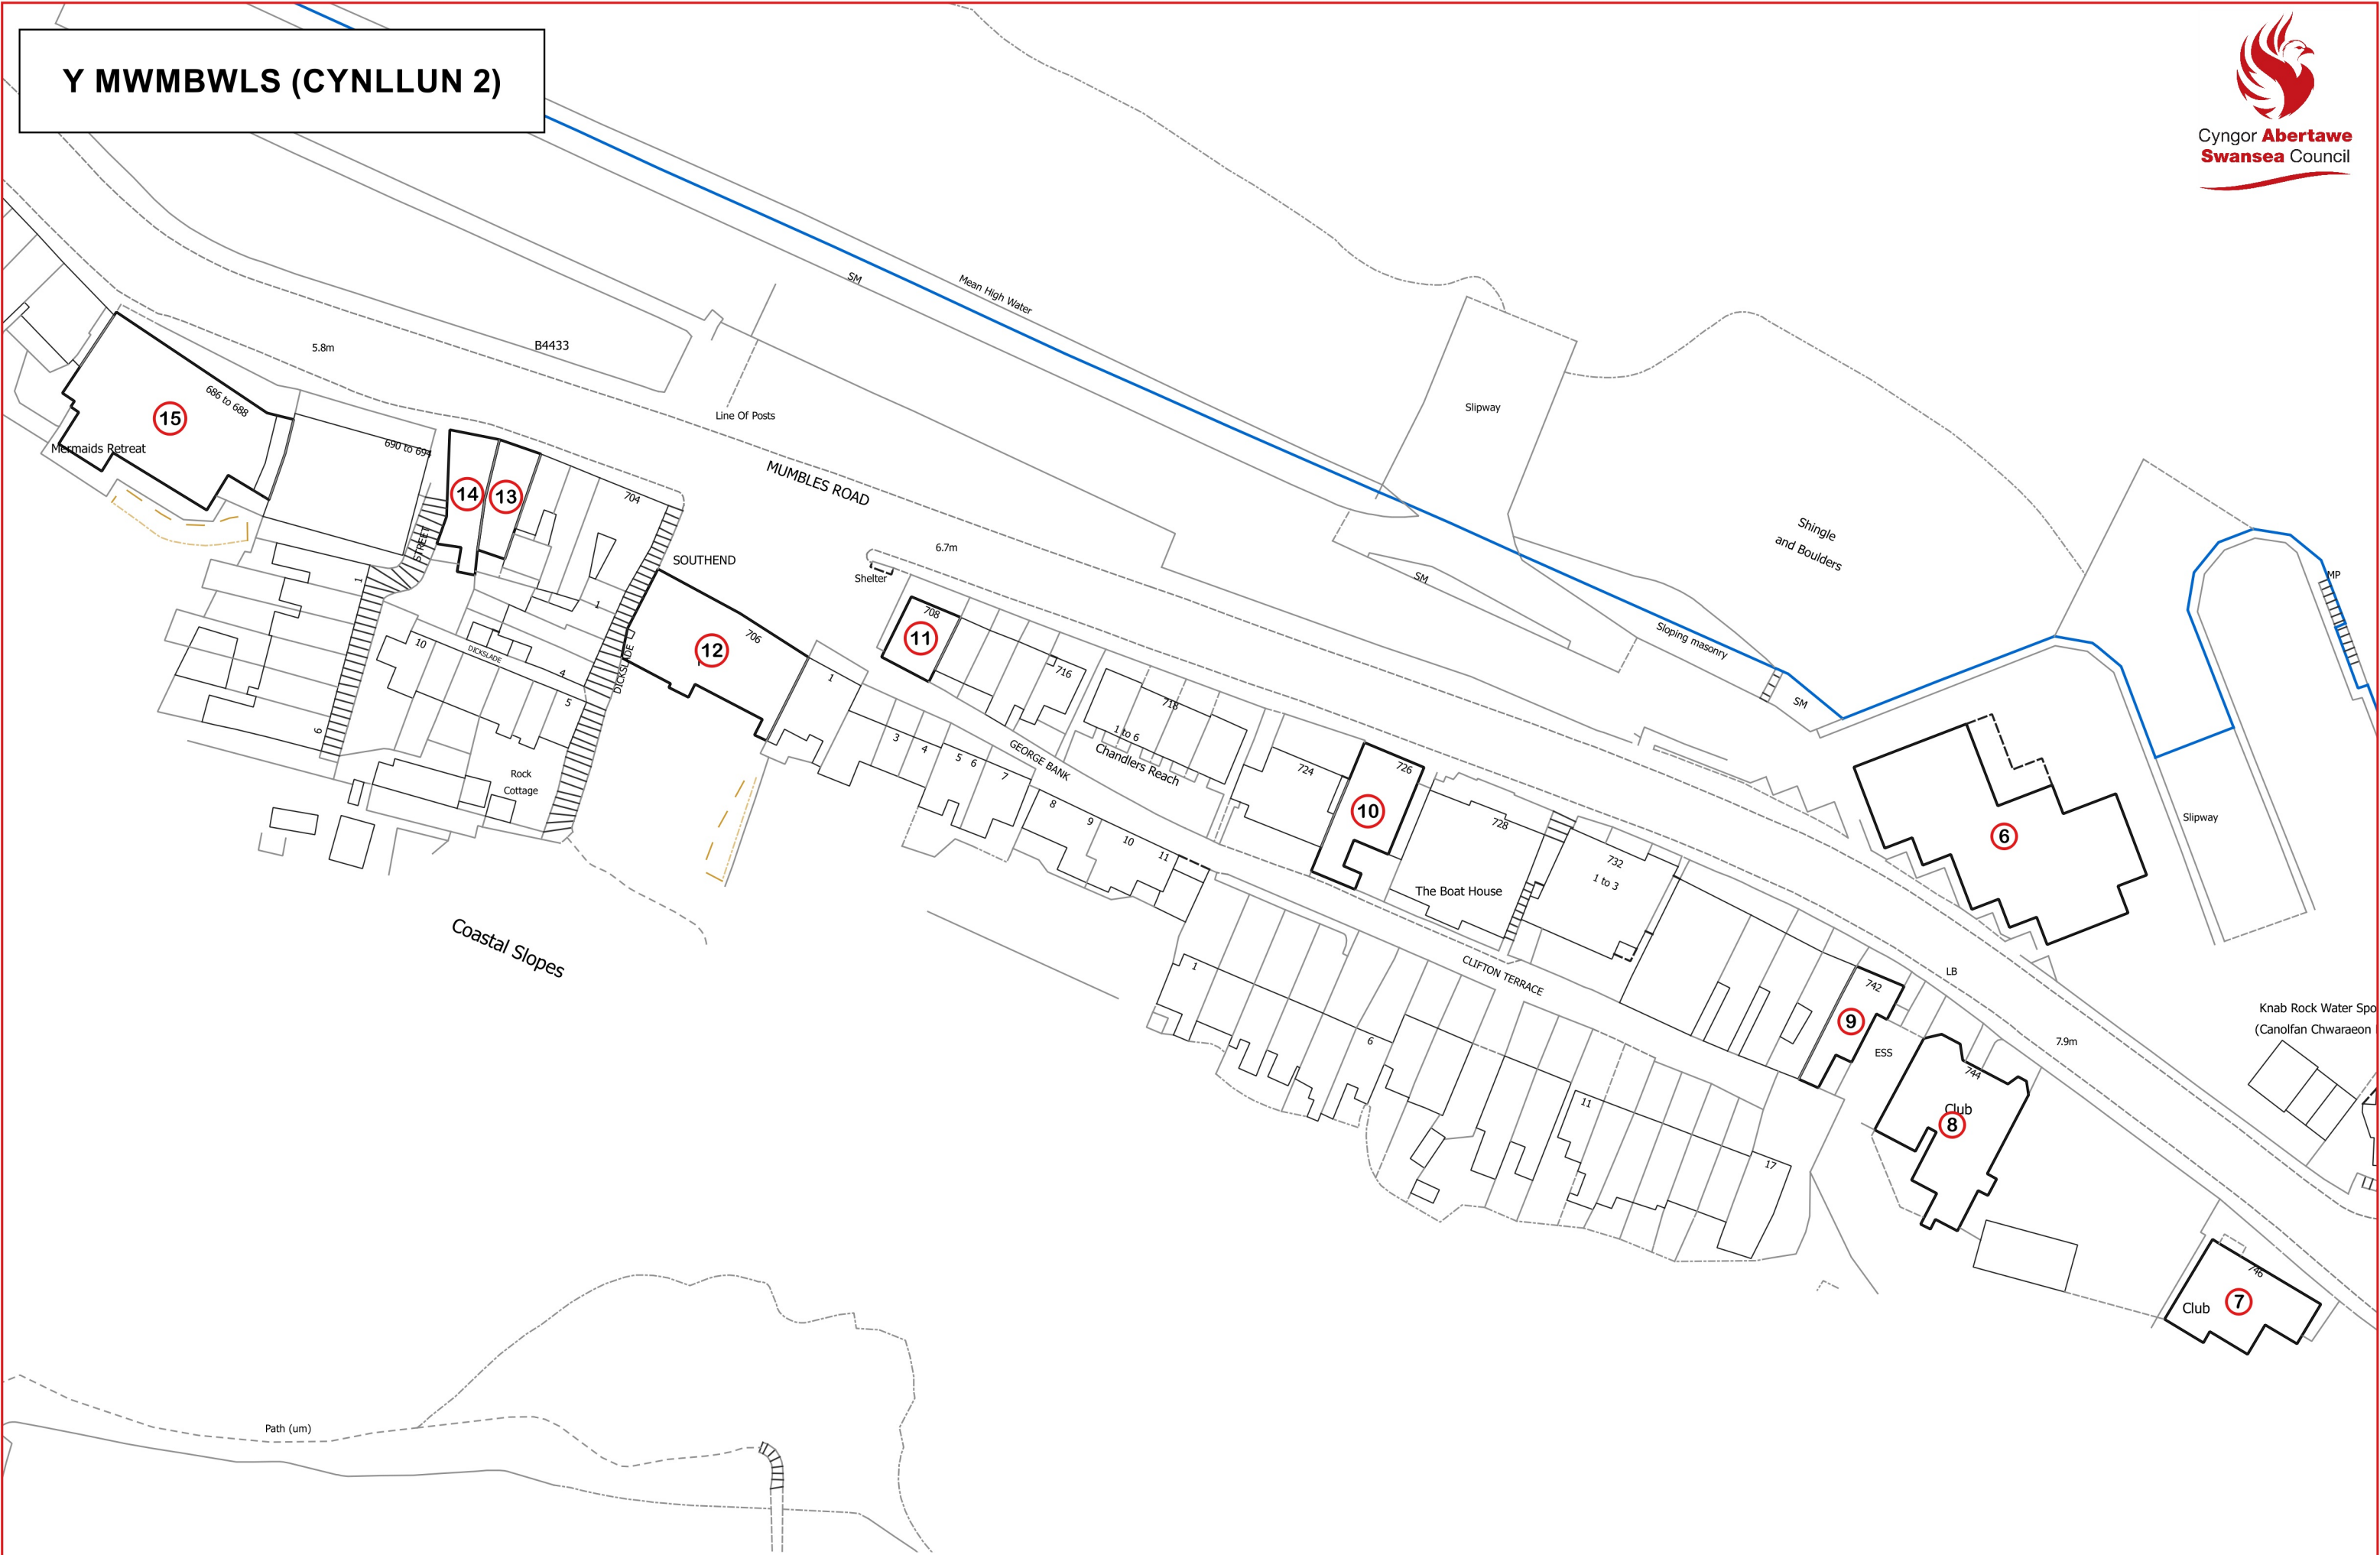 Y MWMBWLS (CYNLLUN 2)
Cyngor Abertawe
Swansea Council
SM
Mean High Water
5.8m
B4433
686 to 688
15
Mermaids Retreat
690 to 694
Line Of Posts
Slipway
MUMBLES ROAD
14
13
704
STREET
SOUTHEND
6.7m
Shelter
SM
Shingle
and Boulders
MP
1
1
708
11
706
12
Sloping masonry
10
DICKSLADE
4
DICKSLADE
5
1
716
718
1 to 6
Chandlers Reach
SM
6
Rock
Cottage
3
4
5
6
7
GEORGE BANK
724
726
10
8
9
10
11
728
The Boat House
732
1 to 3
6
Slipway
Coastal Slopes
1
CLIFTON TERRACE
6
742
9
LB
ESS
7.9m
Knab Rock Water Spo
(Canolfan Chwaraeon
744
Club
8
11
17
746
Club
7
Path (um)